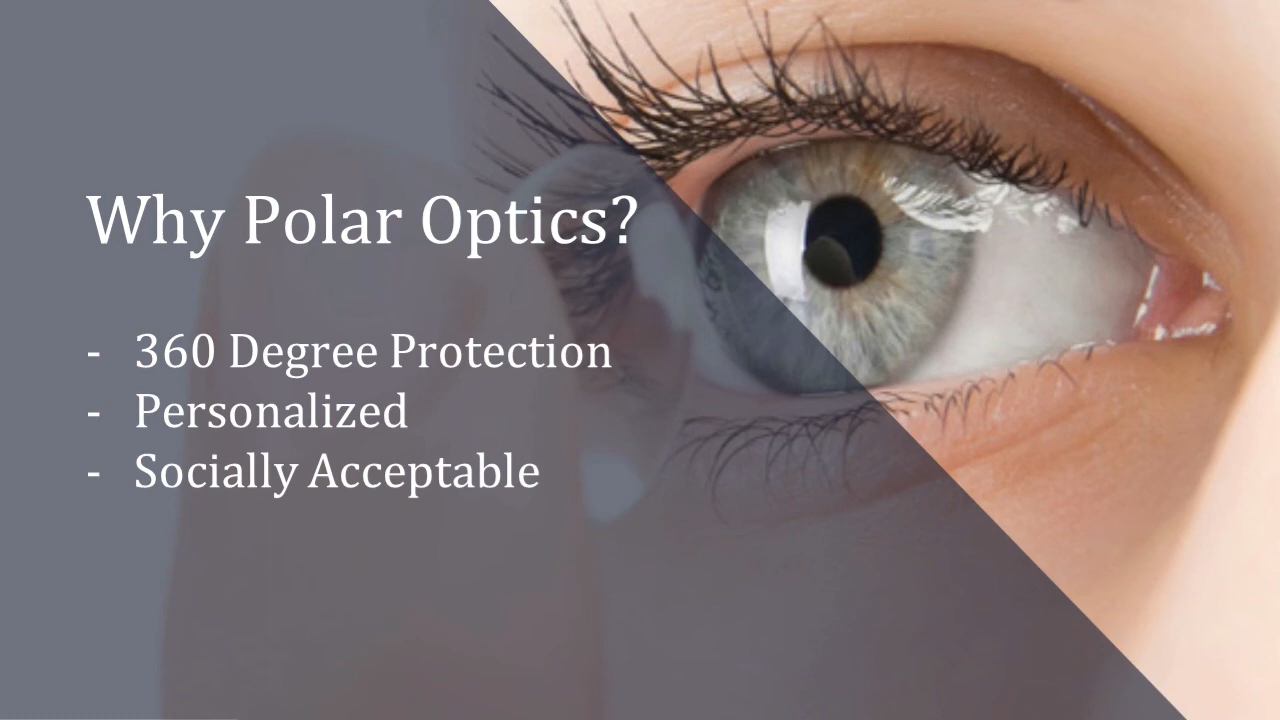 Why Polar Optics?
- 360 Degree Protection
- Personalized
- Socially Acceptable